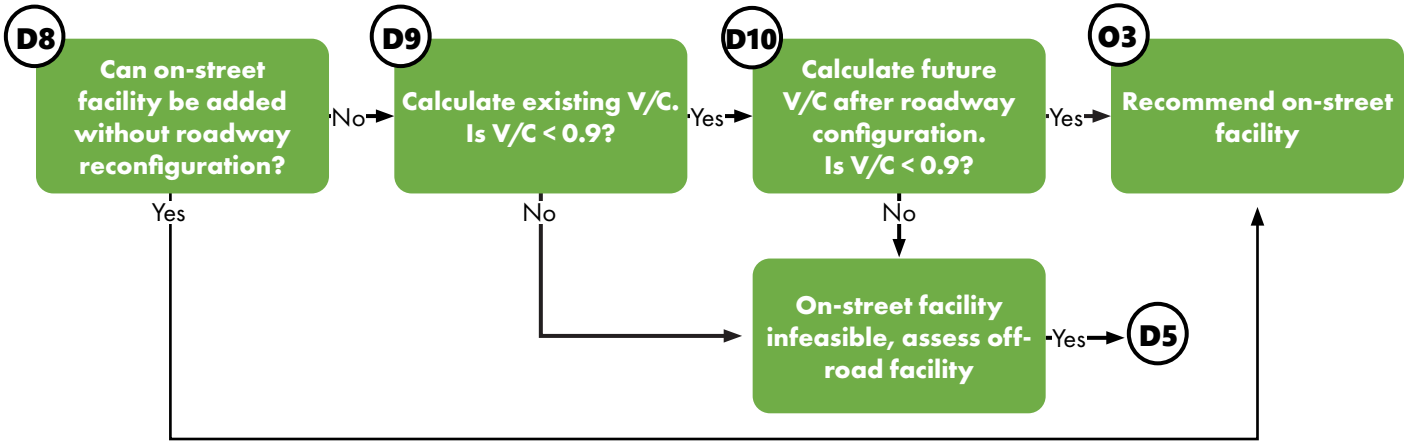 D8
Can on-street
facility be added
without roadway
reconfiguration?
No
Yes
D9
Calculate existing V/C.
Is V/C < 0.9?
Yes
No
D10
Calculate future
V/C after roadway
configuration.
Is V/C < 0.9?
Yes
No
O3
Recommend on-street
facility
On-street facility
infeasible, assess off-
road facility
Yes
D5